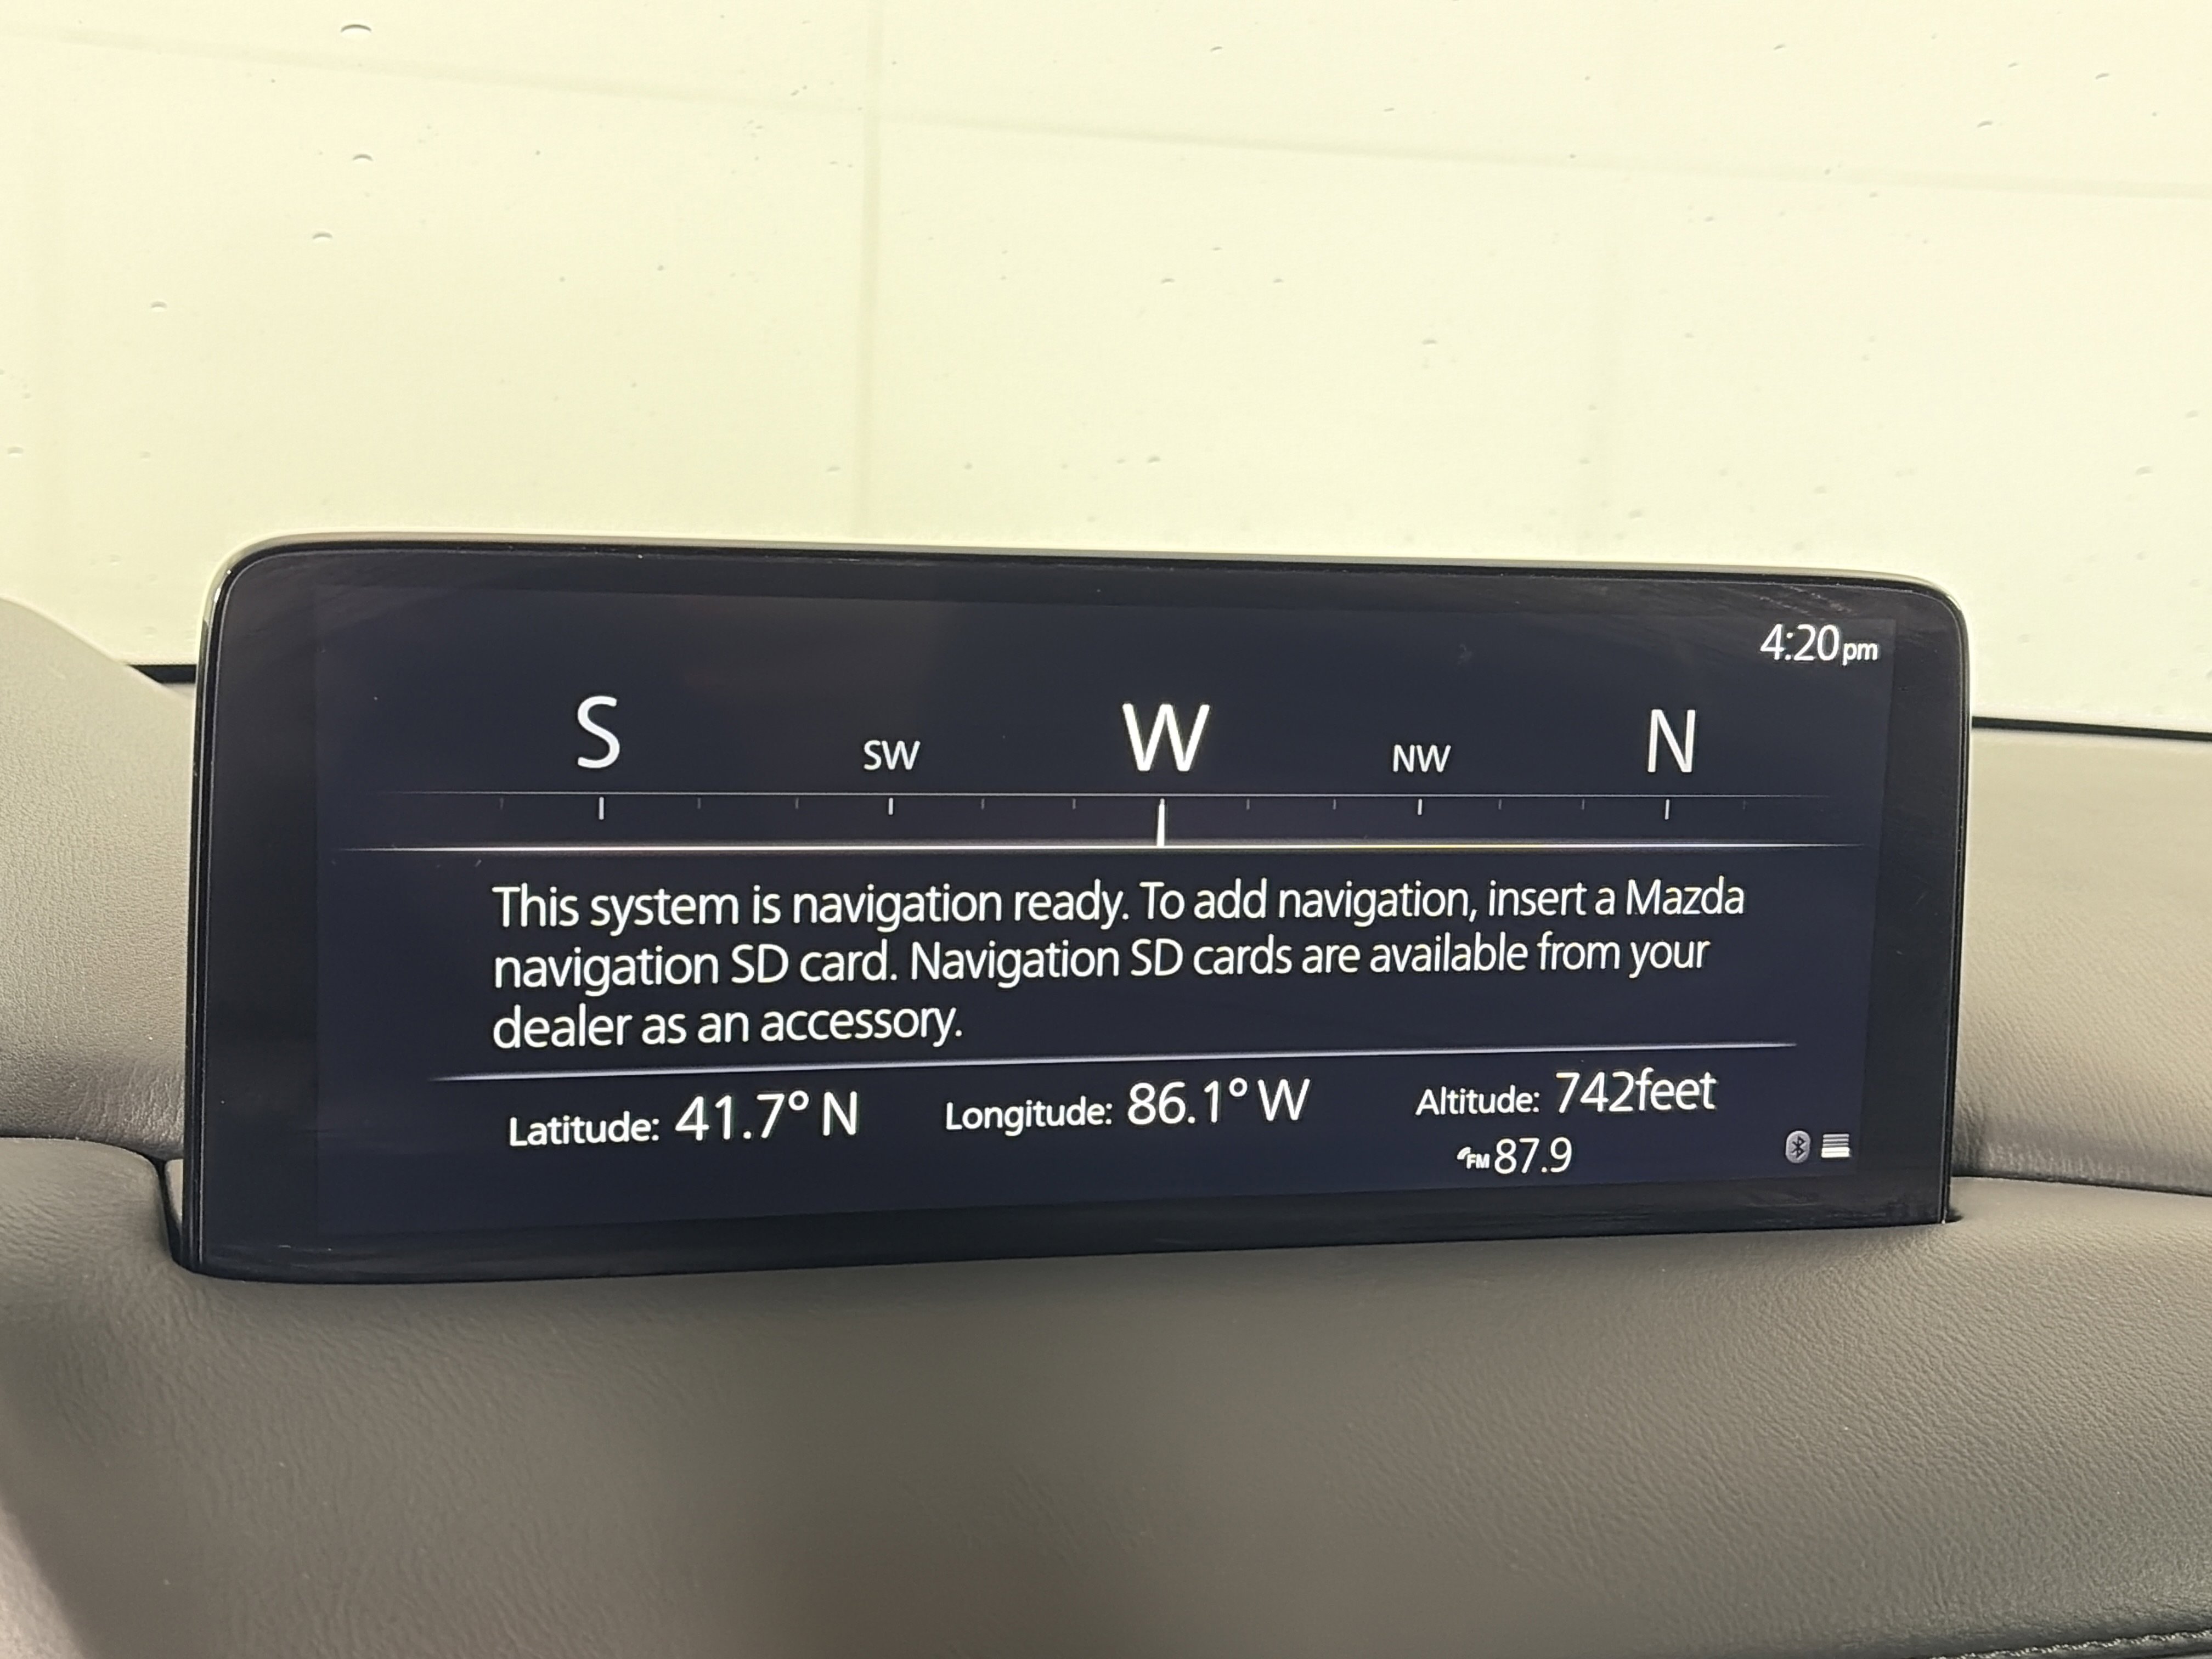 4:20pm
S SW W NW N
This system is navigation ready. To add navigation, insert a Mazda
navigation SD card. Navigation SD cards are available from your
dealer as an accessory.
Latitude: 41.7° N Longitude: 86.1° W Altitude: 742feet
FM 87.9